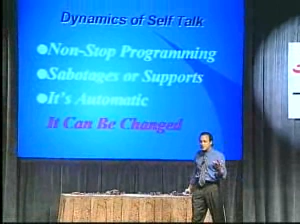 Dynamics of Self Talk
Non-Stop Programming
Sabotages or Supports
It's Automatic
It Can Be Changed